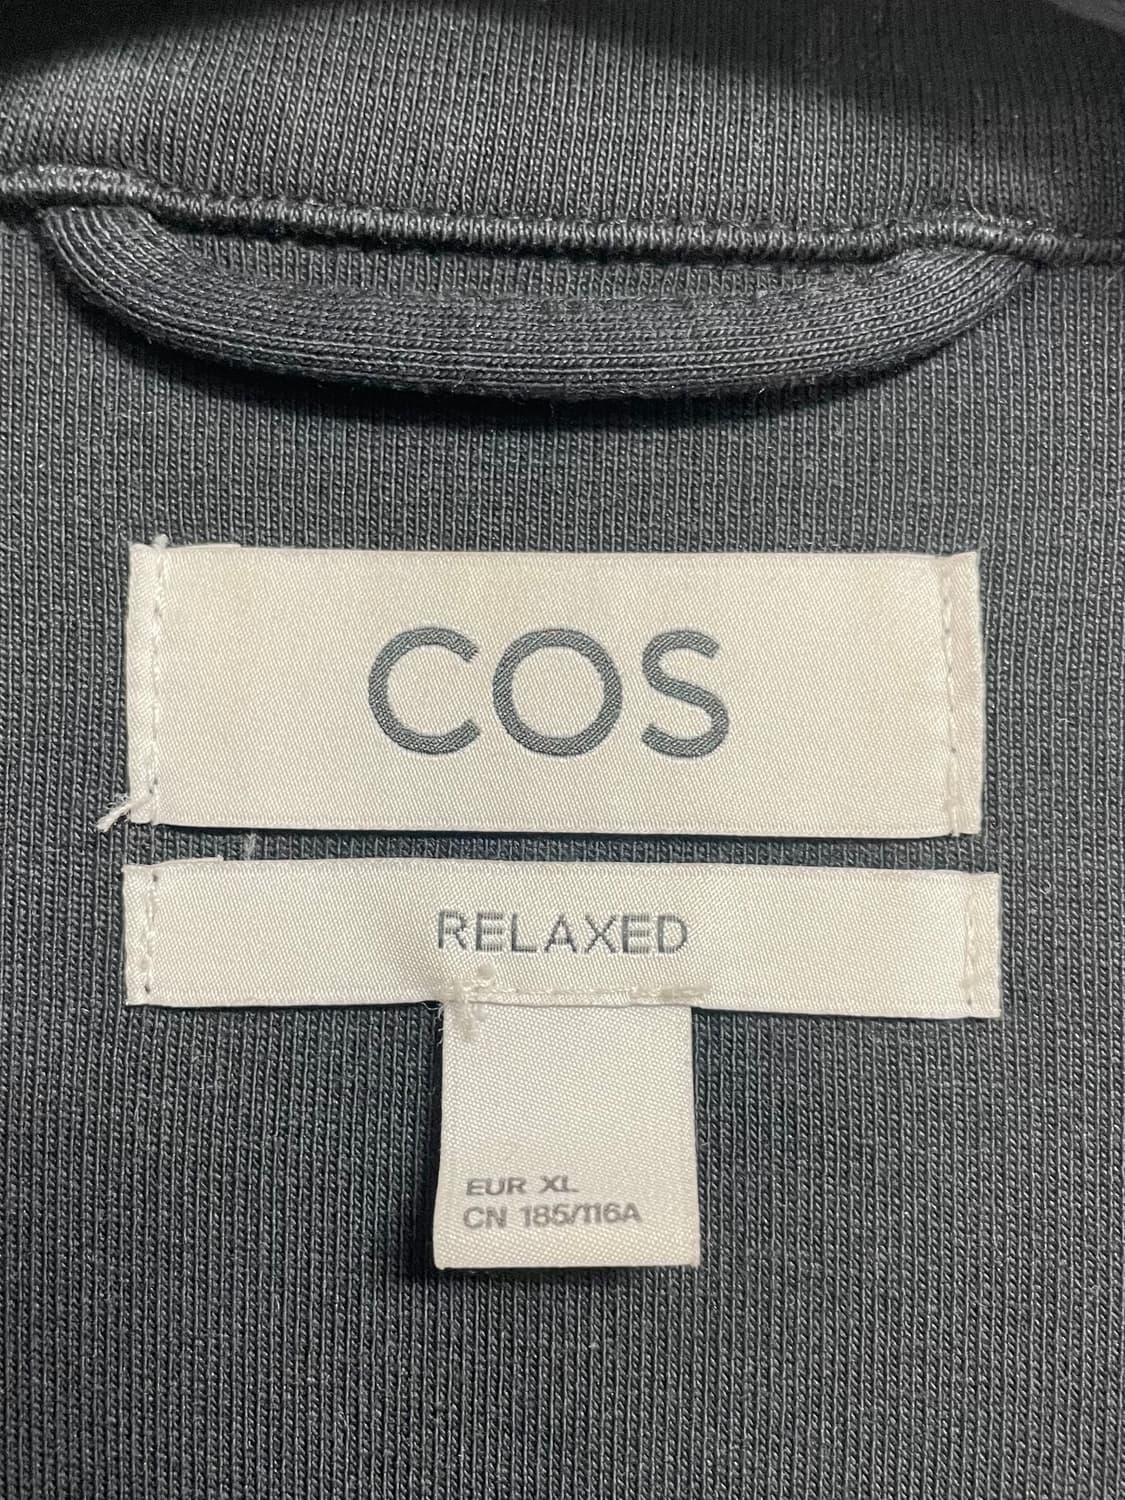 COS
RELAXED
EUR XL
CN 185/116A